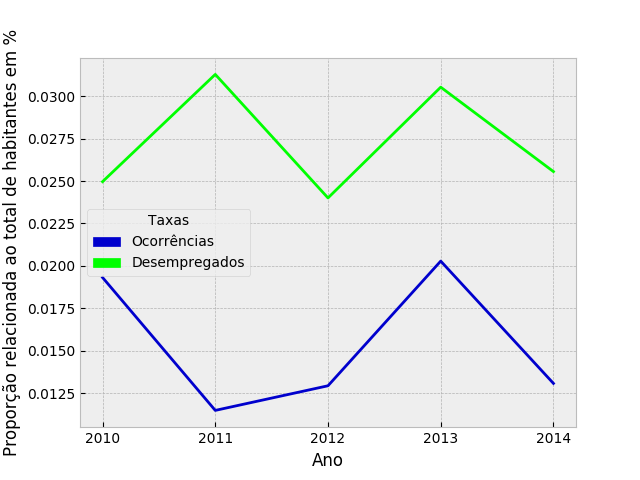 Proporção relacionada ao total de habitantes em %
0.0300
0.0275
0.0250
0.0225
0.0200
0.0175
0.0150
0.0125
Taxas
Ocorrências
Desempregados
2010 2011 2012 2013 2014
Ano